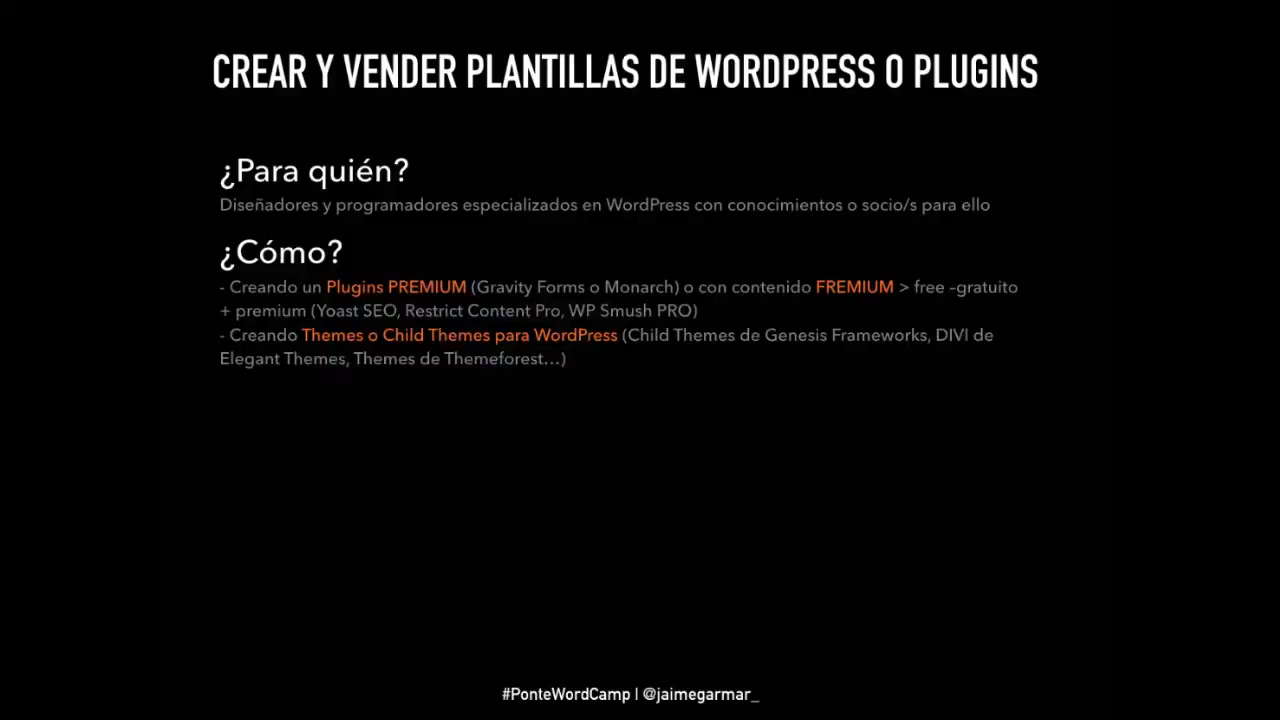 CREAR Y VENDER PLANTILLAS DE WORDPRESS O PLUGINS
¿Para quién?
Diseñadores y programadores especializados en WordPress con conocimientos o socio/s para ello
¿Cómo?
- Creando un Plugins PREMIUM (Gravity Forms o Monarch) o con contenido FREMIUM > free –gratuito
+ premium (Yoast SEO, Restrict Content Pro, WP Smush PRO)
- Creando Themes o Child Themes para WordPress (Child Themes de Genesis Frameworks, DIVI de
Elegant Themes, Themes de Themeforest…)
#PonteWordCamp | @jaimegarmar_